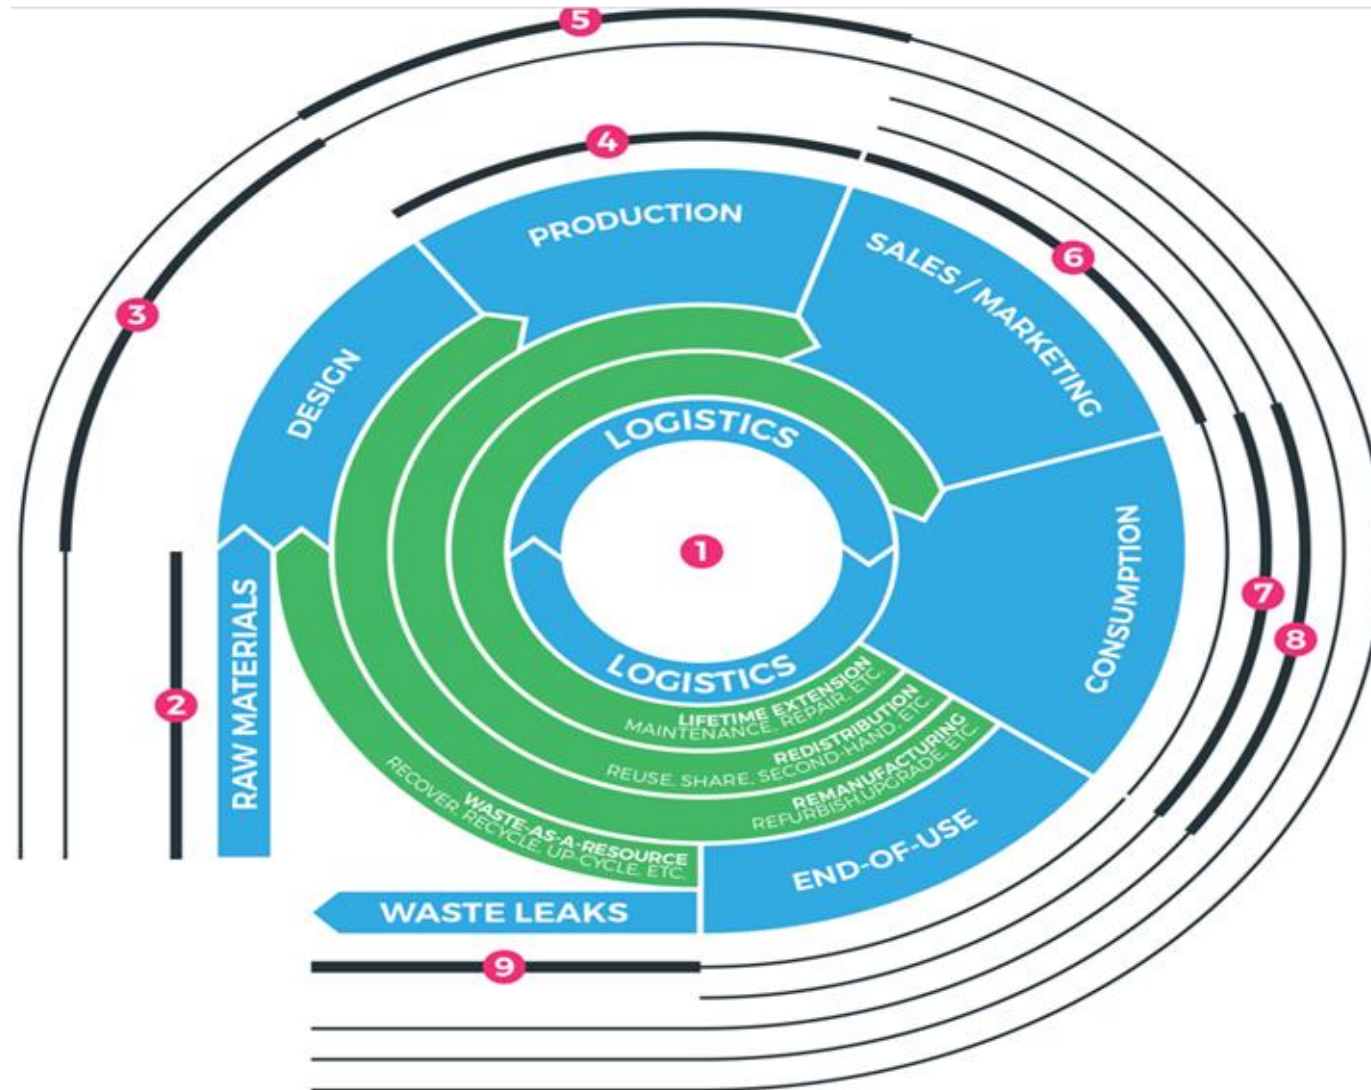 5
4
PRODUCTION
6
SALES / MARKETING
3
DESIGN
LOGISTICS
1
CONSUMPTION
7
8
LOGISTICS
2
RAW MATERIALS
LIFETIME EXTENSION
MAINTENANCE, REPAIR, ETC.
REDISTRIBUTION
REUSE, SHARE, SECOND-HAND, ETC.
REMANUFACTURING
REFURBISH,UPGRADE, ETC.
WASTE-AS-A-RESOURCE
RECOVER, RECYCLE, UP-CYCLE, ETC.
END-OF-USE
WASTE LEAKS
9